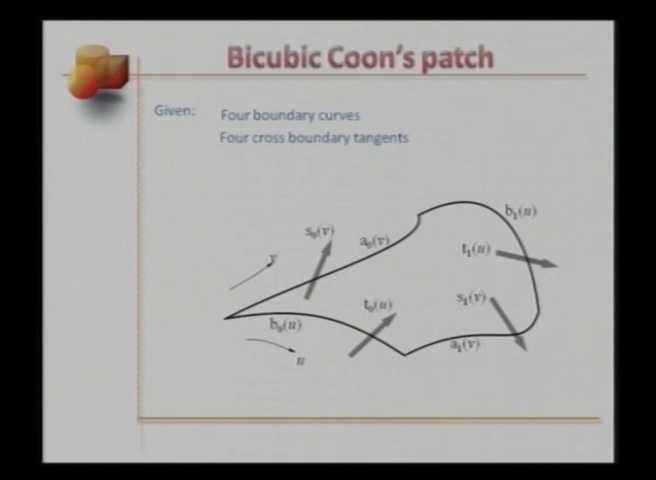 Bicubic Coon's patch
Given: Four boundary curves
Four cross boundary tangents
b₁(u)
s₀(v)
a₀(v)
t₁(u)
v
s₁(v)
t₀(u)
b₀(u)
a₁(v)
u